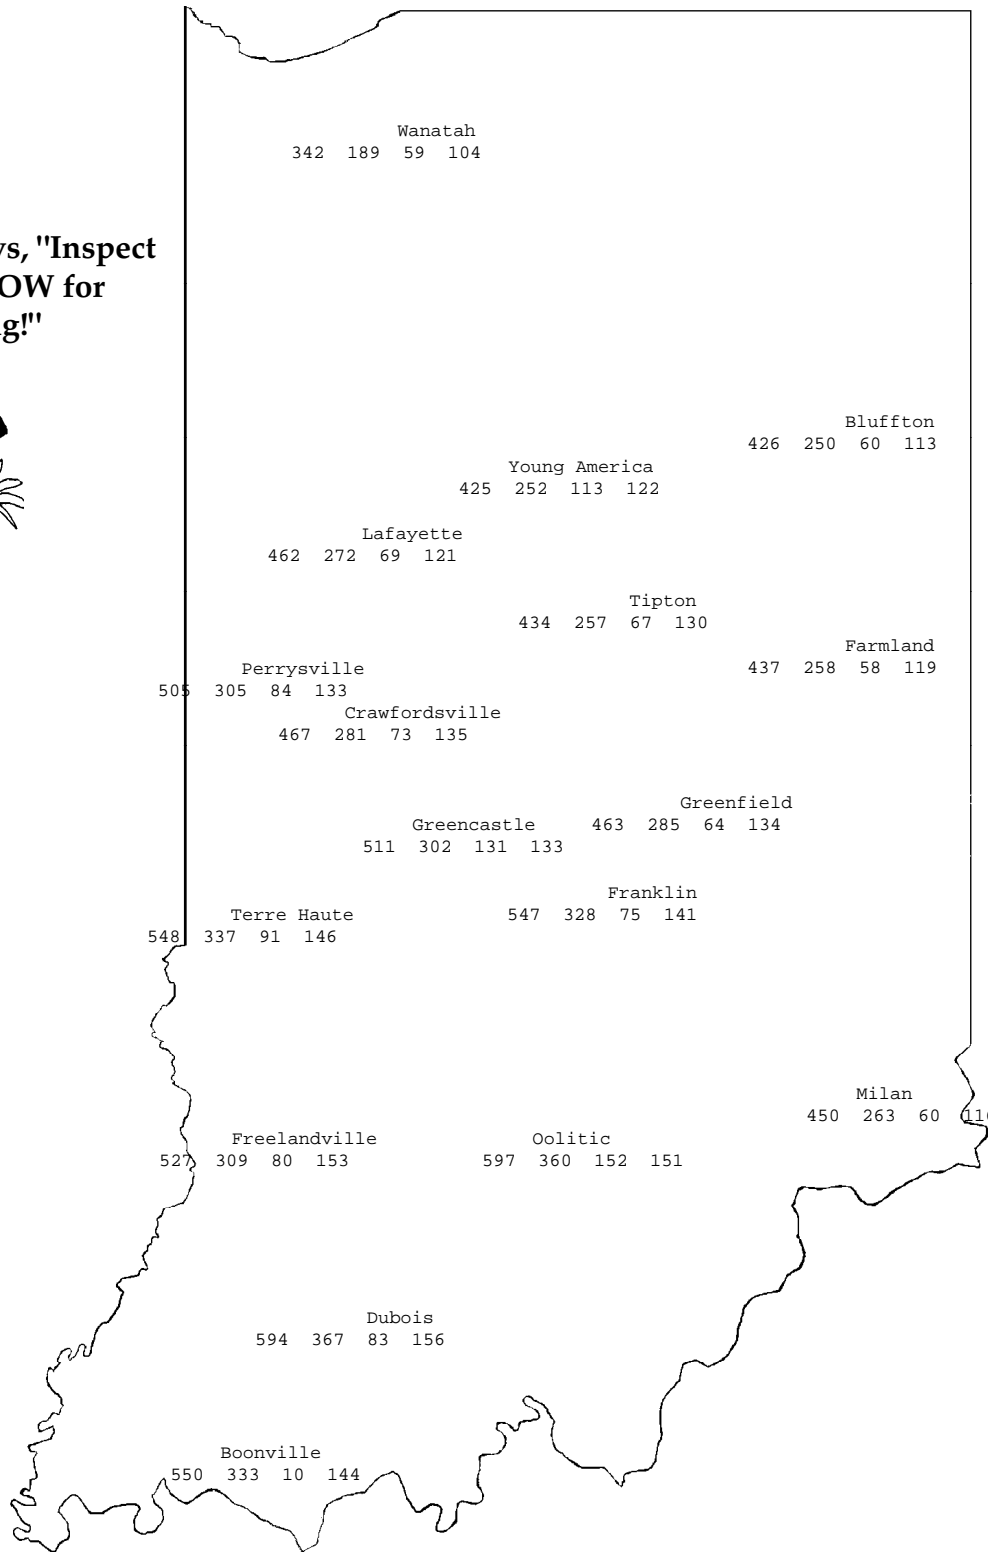 Wanatah
342 189 59 104
"Inspect
for
Bluffton
426 250 60 113
Young America
425 252 113 122
Lafayette
462 272 69 121
Tipton
434 257 67 130
Farmland
437 258 58 119
Perrysville
505 305 84 133
Crawfordsville
467 281 73 135
Greenfield
463 285 64 134
Greencastle
511 302 131 133
Franklin
547 328 75 141
Terre Haute
548 337 91 146
Milan
450 263 60
Freelandville
527 309 80 153
Oolitic
597 360 152 151
Dubois
594 367 83 156
Boonville
550 333 10 144